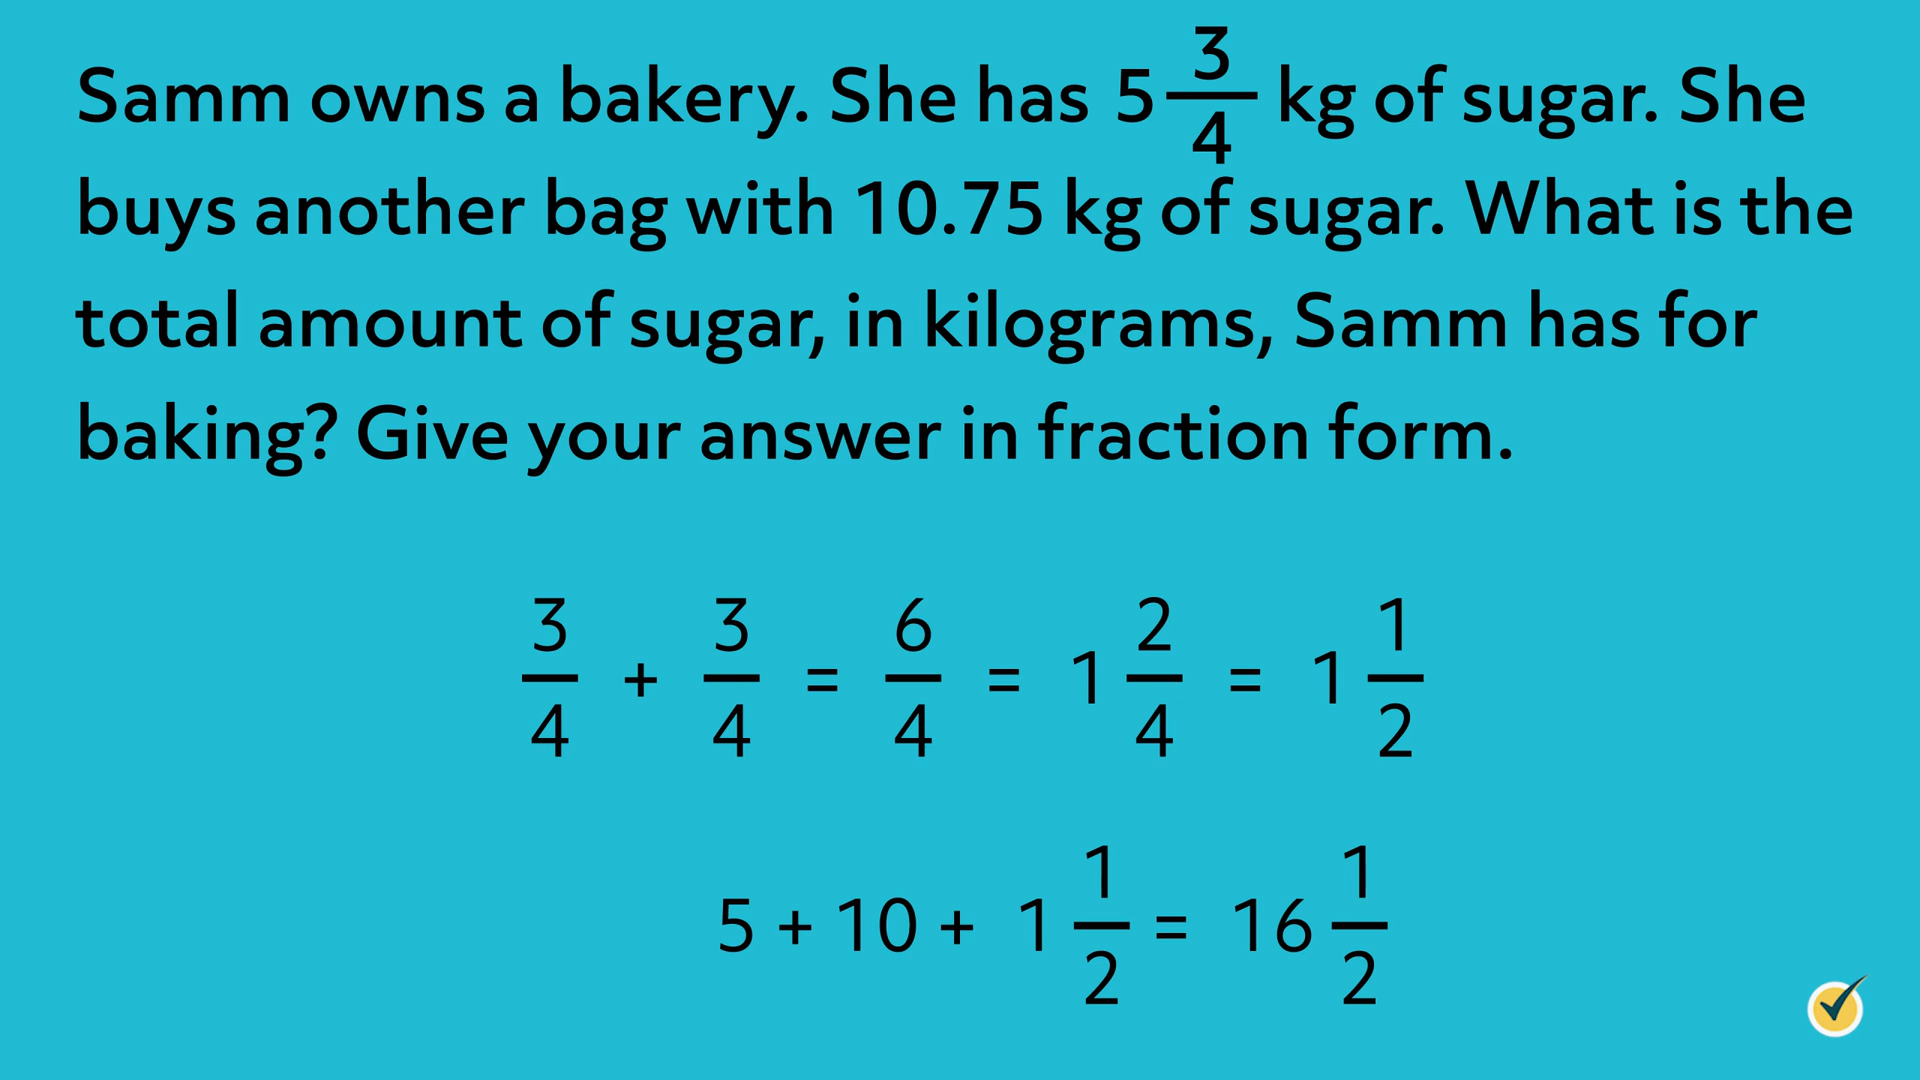 Samm owns a bakery. She has 5 3/4 kg of sugar. She
buys another bag with 10.75 kg of sugar. What is the
total amount of sugar, in kilograms, Samm has for
baking? Give your answer in fraction form.
3/4 + 3/4 = 6/4 = 1 2/4 = 1 1/2
5 + 10 + 1 1/2 = 16 1/2